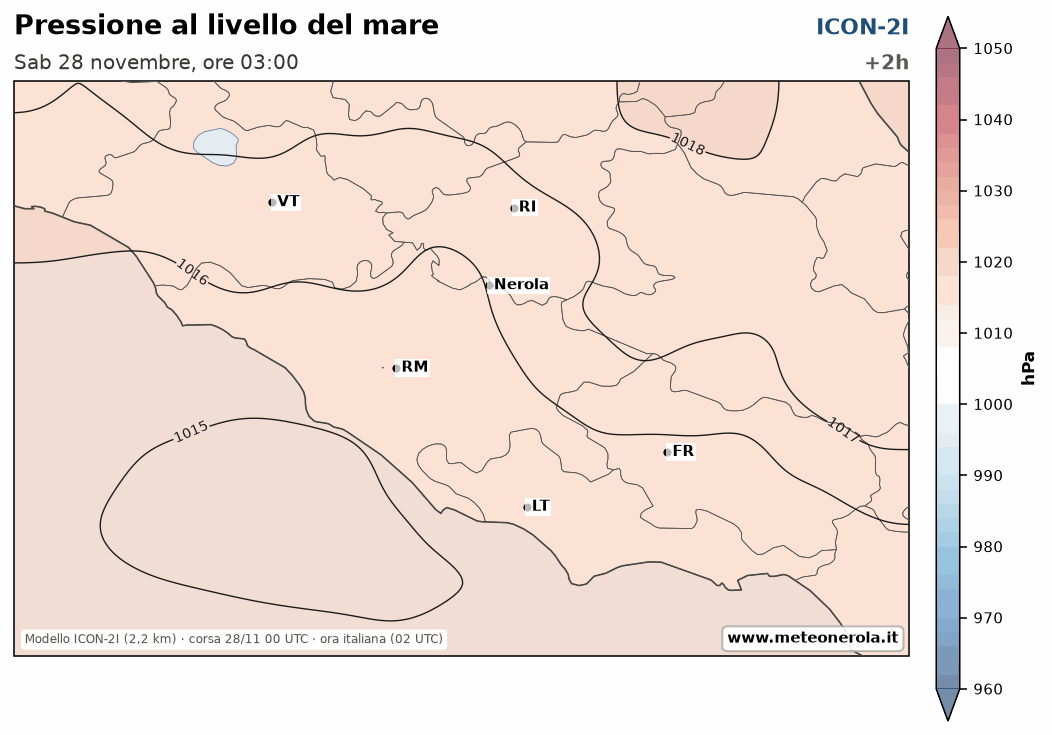 Pressione al livello del mare
ICON-2I
Sab 28 novembre, ore 03:00
+2h
1018
VT
RI
1016
Nerola
RM
1015
1017
FR
LT
Modello ICON-2I (2,2 km) · corsa 28/11 00 UTC · ora italiana (02 UTC)
www.meteonerola.it
1050
1040
1030
1020
1010
1000
990
980
970
960
hPa